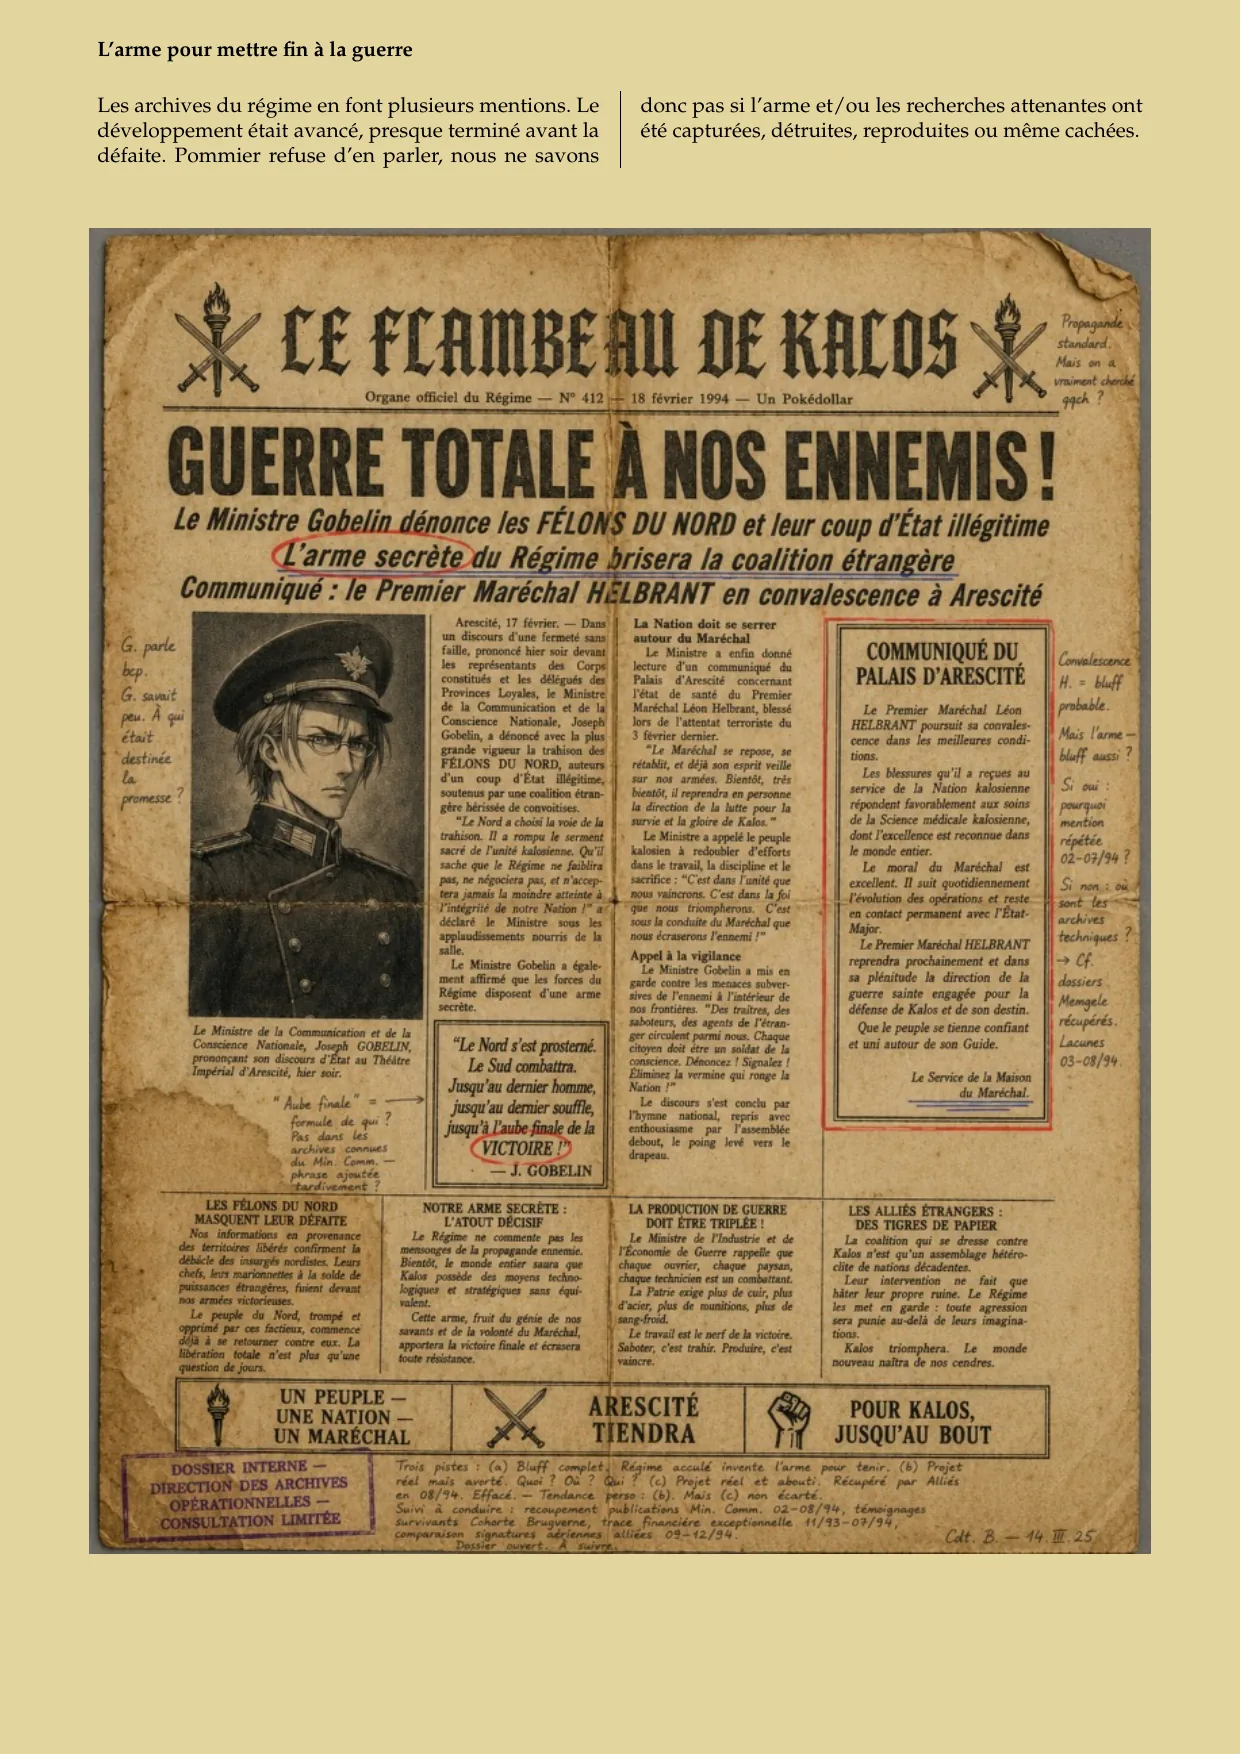 L'arme pour mettre fin à la guerre
Les archives du régime en font plusieurs mentions. Le
développement était avancé, presque terminé avant la
défaite. Pommier refuse d'en parler, nous ne savons
donc pas si l'arme et/ou les recherches attenantes ont
été capturées, détruites, reproduites ou même cachées.
LE FLAMBEAU DE KALOS
Organe officiel du Régime — N° 412 — 18 février 1994 — Un Pokédollar
Propagande
standard.
Mais on a
vraiment cherché
qqch ?
GUERRE TOTALE À NOS ENNEMIS !
Le Ministre Gobelin dénonce les FÉLONS DU NORD et leur coup d'État illégitime
L'arme secrète du Régime brisera la coalition étrangère
Communiqué : le Premier Maréchal HELBRANT en convalescence à Arescité
G. parle
bcp.
G. savait
peu. À qui
était
destinée
la
promesse ?
Le Ministre de la Communication et de la
Conscience Nationale, Joseph GOBELIN,
prononçant son discours d'État au Théâtre
Impérial d'Arescité, hier soir.
"Aube finale" =
formule de qui ?
Pas dans les
archives connues
du Min. Comm. —
phrase ajoutée
tardivement ?
Arescité, 17 février. — Dans
un discours d'une fermeté sans
faille, prononcé hier soir devant
les représentants des Corps
constitués et les délégués des
Provinces Loyales, le Ministre
de la Communication et de la
Conscience Nationale, Joseph
Gobelin, a dénoncé avec la plus
grande vigueur la trahison des
FÉLONS DU NORD, auteurs
d'un coup d'État illégitime,
soutenus par une coalition étran-
gère hérissée de convoitises.
"Le Nord a choisi la voie de la
trahison. Il a rompu le serment
sacré de l'unité kalosienne. Qu'il
sache que le Régime ne faiblira
pas, ne négociera pas, et n'accep-
tera jamais la moindre atteinte à
l'intégrité de notre Nation !" a
déclaré le Ministre sous les
applaudissements nourris de la
salle.
Le Ministre Gobelin a égale-
ment affirmé que les forces du
Régime disposent d'une arme
secrète.
"Le Nord s'est prosterné.
Le Sud combattra.
Jusqu'au dernier homme,
jusqu'au dernier souffle,
jusqu'à l'aube finale de la
VICTOIRE !"
— J. GOBELIN
La Nation doit se serrer
autour du Maréchal
Le Ministre a enfin donné
lecture d'un communiqué du
Palais d'Arescité concernant
l'état de santé du Premier
Maréchal Léon Helbrant, blessé
lors de l'attentat terroriste du
3 février dernier.
"Le Maréchal se repose, se
rétablit, et déjà son esprit veille
sur nos armées. Bientôt, très
bientôt, il reprendra en personne
la direction de la lutte pour la
survie et la gloire de Kalos."
Le Ministre a appelé le peuple
kalosien à redoubler d'efforts
dans le travail, la discipline et le
sacrifice : "C'est dans l'unité que
nous vaincrons. C'est dans la foi
que nous triompherons. C'est
sous la conduite du Maréchal que
nous écraserons l'ennemi !"
Appel à la vigilance
Le Ministre Gobelin a mis en
garde contre les menaces subver-
sives de l'ennemi à l'intérieur de
nos frontières. "Des traîtres, des
saboteurs, des agents de l'étran-
ger circulent parmi nous. Chaque
citoyen doit être un soldat de la
conscience. Dénoncez ! Signalez !
Éliminez la vermine qui ronge la
Nation !"
Le discours s'est conclu par
l'hymne national, repris avec
enthousiasme par l'assemblée
debout, le poing levé vers le
drapeau.
COMMUNIQUÉ DU
PALAIS D'ARESCITÉ
Le Premier Maréchal Léon
HELBRANT poursuit sa convales-
cence dans les meilleures condi-
tions.
Les blessures qu'il a reçues au
service de la Nation kalosienne
répondent favorablement aux soins
de la Science médicale kalosienne,
dont l'excellence est reconnue dans
le monde entier.
Le moral du Maréchal est
excellent. Il suit quotidiennement
l'évolution des opérations et reste
en contact permanent avec l'État-
Major.
Le Premier Maréchal HELBRANT
reprendra prochainement et dans
sa plénitude la direction de la
guerre sainte engagée pour la
défense de Kalos et de son destin.
Que le peuple se tienne confiant
et uni autour de son Guide.
Le Service de la Maison
du Maréchal.
Convalescence
H. = bluff
probable.
Mais l'arme —
bluff aussi ?
Si oui :
pourquoi
mention
répétée
02-07/94 ?
Si non : où
sont les
archives
techniques ?
→ Cf.
dossiers
Memgele
récupérés.
Lacunes
03-08/94.
LES FÉLONS DU NORD
MASQUENT LEUR DÉFAITE
Nos informations en provenance
des territoires libérés confirment la
débâcle des insurgés nordistes. Leurs
chefs, leurs marionnettes à la solde de
puissances étrangères, fuient devant
nos armées victorieuses.
Le peuple du Nord, trompé et
opprimé par ces factieux, commence
déjà à se retourner contre eux. La
libération totale n'est plus qu'une
question de jours.
NOTRE ARME SECRÈTE :
L'ATOUT DÉCISIF
Le Régime ne commente pas les
mensonges de la propagande ennemie.
Bientôt, le monde entier saura que
Kalos possède des moyens techno-
logiques et stratégiques sans équi-
valent.
Cette arme, fruit du génie de nos
savants et de la volonté du Maréchal,
apportera la victoire finale et écrasera
toute résistance.
LA PRODUCTION DE GUERRE
DOIT ÊTRE TRIPLÉE !
Le Ministre de l'Industrie et de
l'Économie de Guerre rappelle que
chaque ouvrier, chaque paysan,
chaque technicien est un combattant.
La Patrie exige plus de cuir, plus
d'acier, plus de munitions, plus de
sang-froid.
Le travail est le nerf de la victoire.
Saboter, c'est trahir. Produire, c'est
vaincre.
LES ALLIÉS ÉTRANGERS :
DES TIGRES DE PAPIER
La coalition qui se dresse contre
Kalos n'est qu'un assemblage hétéro-
clite de nations décadentes.
Leur intervention ne fait que
hâter leur propre ruine. Le Régime
les met en garde : toute agression
sera punie au-delà de leurs imagina-
tions.
Kalos triomphera. Le monde
nouveau naîtra de nos cendres.
UN PEUPLE —
UNE NATION —
UN MARÉCHAL
ARESCITÉ
TIENDRA
POUR KALOS,
JUSQU'AU BOUT
DOSSIER INTERNE —
DIRECTION DES ARCHIVES
OPÉRATIONNELLES —
CONSULTATION LIMITÉE
Trois pistes : (a) Bluff complet. Régime acculé invente l'arme pour tenir. (b) Projet
réel mais avorté. Quoi ? Où ? Qui ? (c) Projet réel et abouti. Récupéré par Alliés
en 08/94. Effacé. — Tendance perso : (b). Mais (c) non écarté.
Suivi à conduire : recoupement publications Min. Comm. 02-08/94, témoignages
survivants Cohorte Brugverne, trace financière exceptionnelle 11/93-07/94,
comparaison signatures aériennes alliées 09-12/94.
Dossier ouvert. À suivre.
Cdt. B. — 14. III. 25